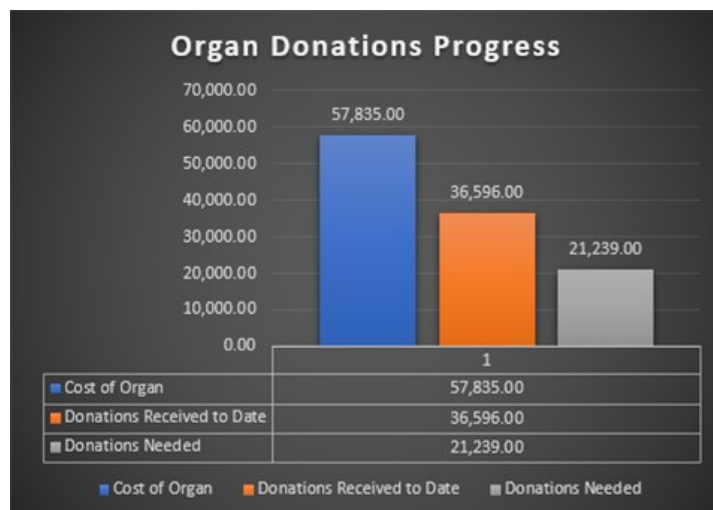 Organ Donations Progress
70,000.00
60,000.00
50,000.00
40,000.00
30,000.00
20,000.00
10,000.00
0.00
57,835.00
36,596.00
21,239.00
1
Cost of Organ 57,835.00
Donations Received to Date 36,596.00
Donations Needed 21,239.00
Cost of Organ Donations Received to Date Donations Needed